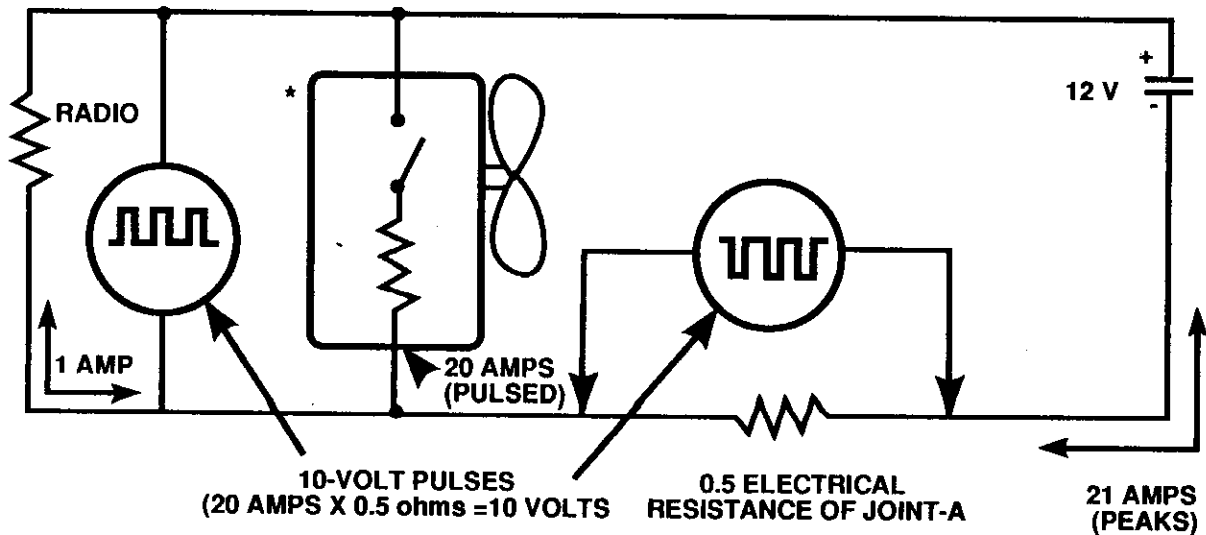 RADIO
*
12 V
+
-
1 AMP
20 AMPS
(PULSED)
10-VOLT PULSES
(20 AMPS X 0.5 ohms =10 VOLTS
0.5 ELECTRICAL
RESISTANCE OF JOINT-A
21 AMPS
(PEAKS)